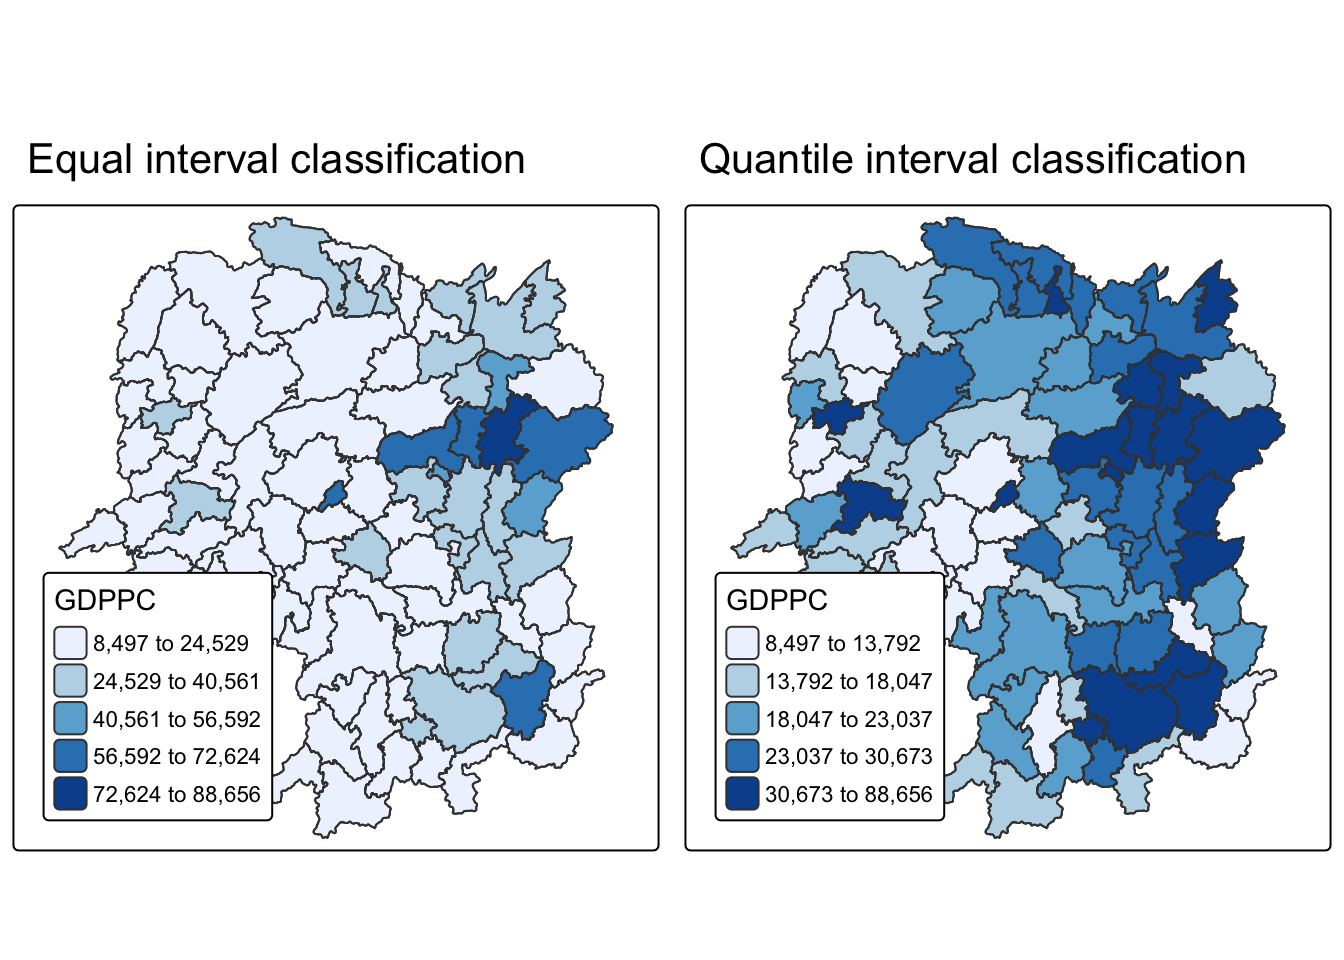 Equal interval classification
GDPPC
8,497 to 24,529
24,529 to 40,561
40,561 to 56,592
56,592 to 72,624
72,624 to 88,656
Quantile interval classification
GDPPC
8,497 to 13,792
13,792 to 18,047
18,047 to 23,037
23,037 to 30,673
30,673 to 88,656